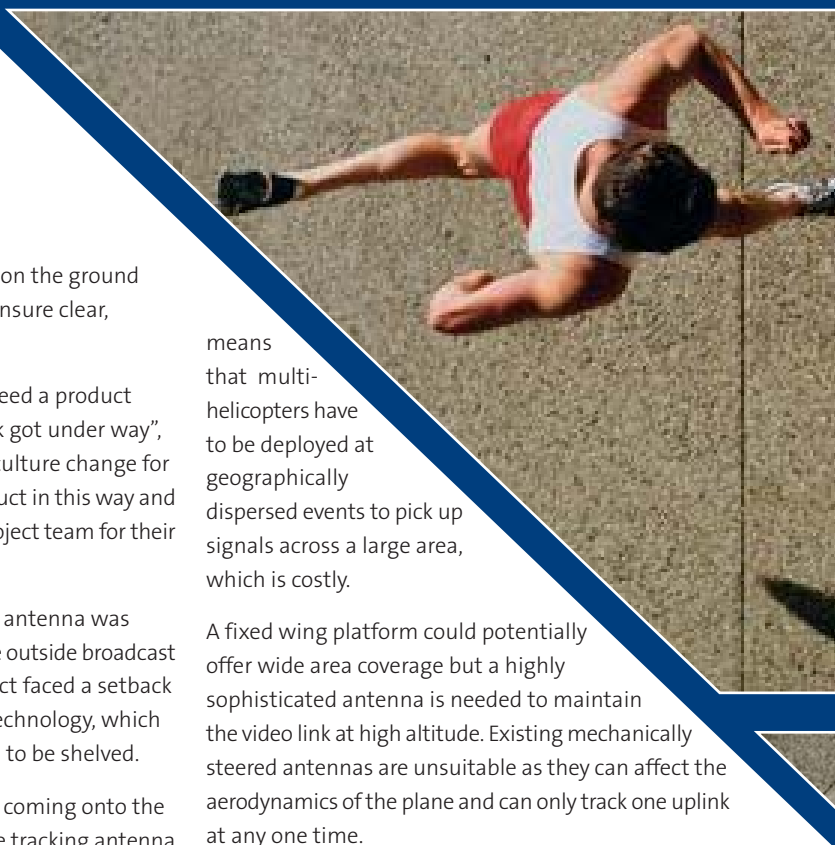 on the ground
nsure clear,
eed a product
k got under way”,
culture change for
uct in this way and
oject team for their
antenna was
e outside broadcast
ct faced a setback
echnology, which
to be shelved.
coming onto the
e tracking antenna
means
that multi-
helicopters have
to be deployed at
geographically
dispersed events to pick up
signals across a large area,
which is costly.
A fixed wing platform could potentially
offer wide area coverage but a highly
sophisticated antenna is needed to maintain
the video link at high altitude. Existing mechanically
steered antennas are unsuitable as they can affect the
aerodynamics of the plane and can only track one uplink
at any one time.